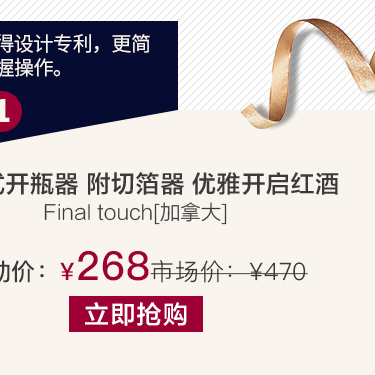 得设计专利，更简
握操作。
1
式开瓶器 附切箔器 优雅开启红酒
Final touch[加拿大]
动价：¥268市场价：¥470
立即抢购